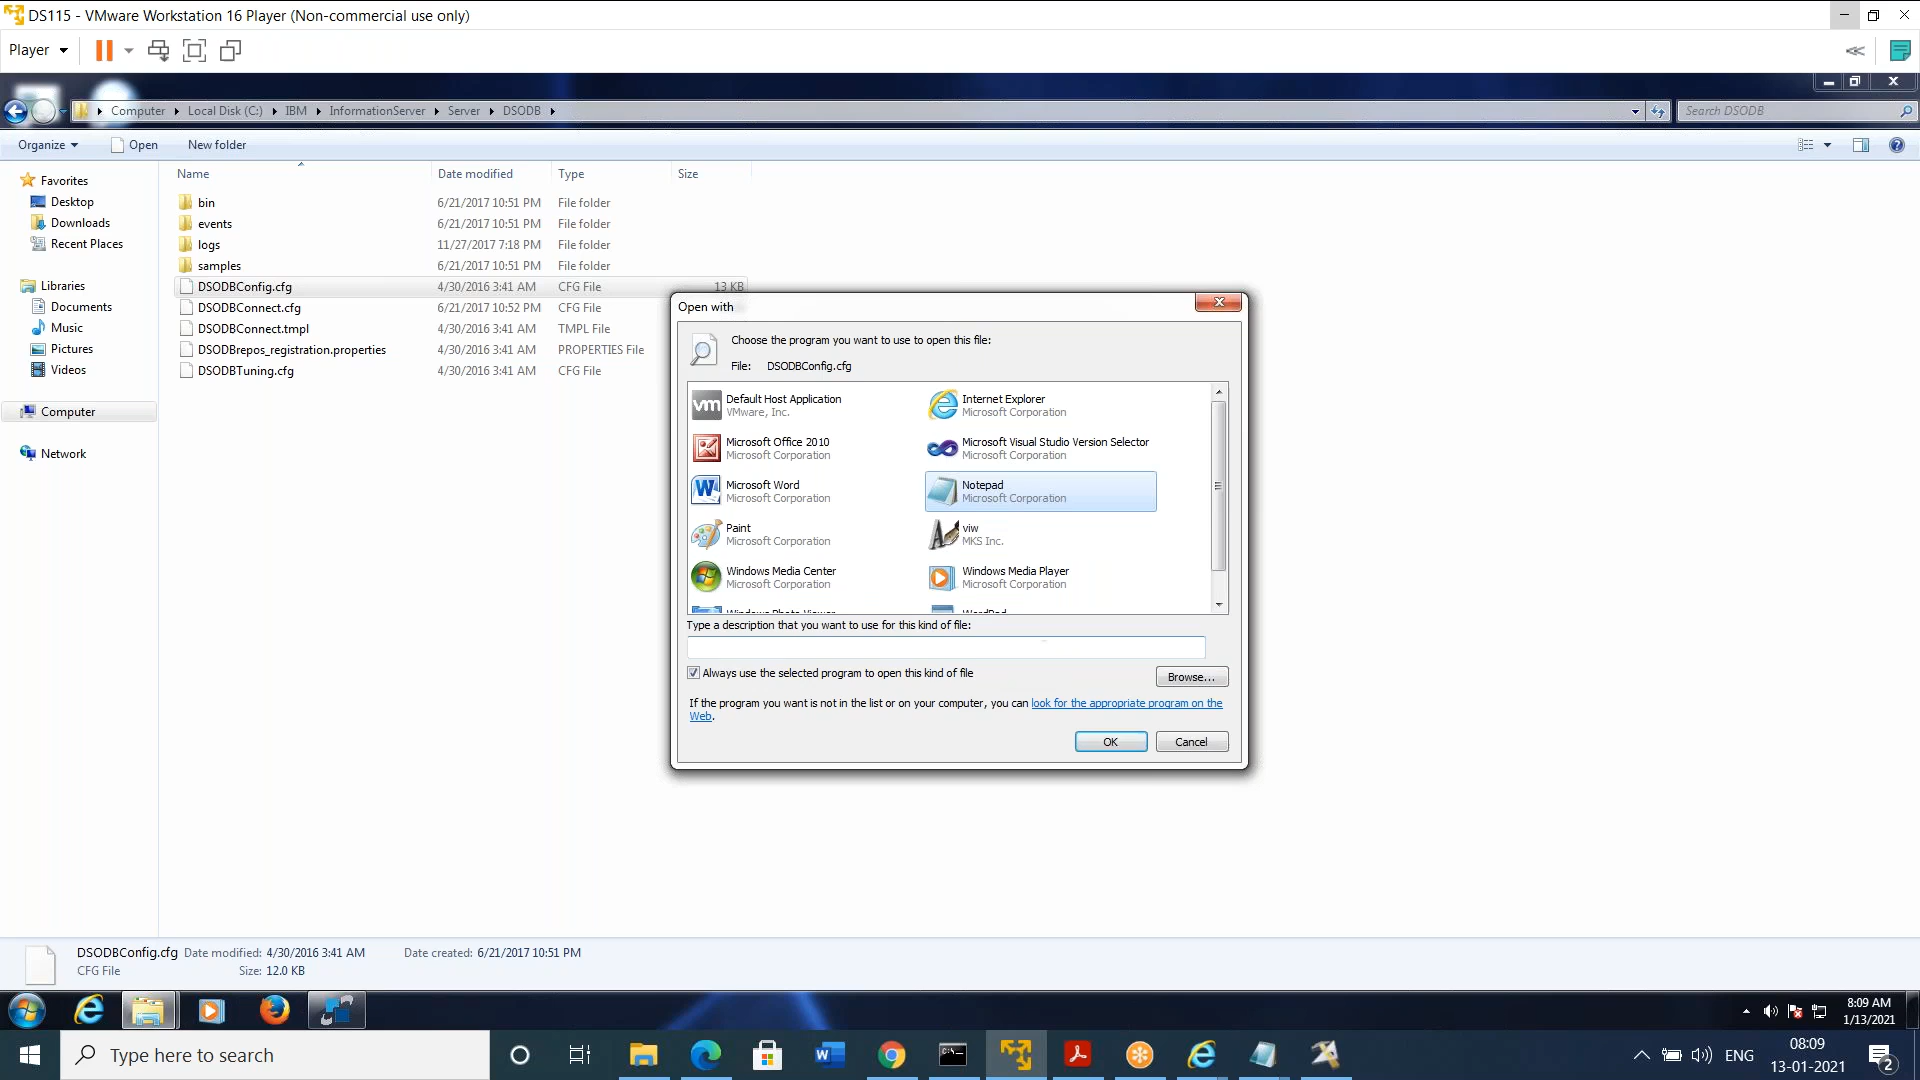 DS115 - VMware Workstation 16 Player (Non-commercial use only)
Player
Computer Local Disk (C:) IBM InformationServer Server DSODB
Search DSODB
Organize Open New folder
Name Date modified Type Size
Favorites
Desktop
Downloads
Recent Places
Libraries
Documents
Music
Pictures
Videos
Computer
Network
bin 6/21/2017 10:51 PM File folder
events 6/21/2017 10:51 PM File folder
logs 11/27/2017 7:18 PM File folder
samples 6/21/2017 10:51 PM File folder
DSODBConfig.cfg 4/30/2016 3:41 AM CFG File 13 KB
DSODBConnect.cfg 6/21/2017 10:52 PM CFG File
DSODBConnect.tmpl 4/30/2016 3:41 AM TMPL File
DSODBrepos_registration.properties 4/30/2016 3:41 AM PROPERTIES File
DSODBTuning.cfg 4/30/2016 3:41 AM CFG File
Open with
Choose the program you want to use to open this file:
File: DSODBConfig.cfg
Default Host Application
VMware, Inc.
Internet Explorer
Microsoft Corporation
Microsoft Office 2010
Microsoft Corporation
Microsoft Visual Studio Version Selector
Microsoft Corporation
Microsoft Word
Microsoft Corporation
Notepad
Microsoft Corporation
Paint
Microsoft Corporation
viw
MKS Inc.
Windows Media Center
Microsoft Corporation
Windows Media Player
Microsoft Corporation
Windows Photo Viewer
WordPad
Type a description that you want to use for this kind of file:
Always use the selected program to open this kind of file
Browse...
If the program you want is not in the list or on your computer, you can look for the appropriate program on the
Web.
OK Cancel
DSODBConfig.cfg Date modified: 4/30/2016 3:41 AM Date created: 6/21/2017 10:51 PM
CFG File Size: 12.0 KB
8:09 AM
1/13/2021
Type here to search
ENG
08:09
13-01-2021
2